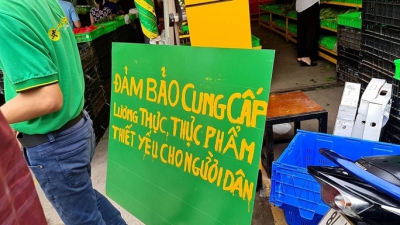 ĐẢM BẢO CUNG CẤP
LƯƠNG THỰC, THỰC PHẨM
THIẾT YẾU CHO NGƯỜI DÂN